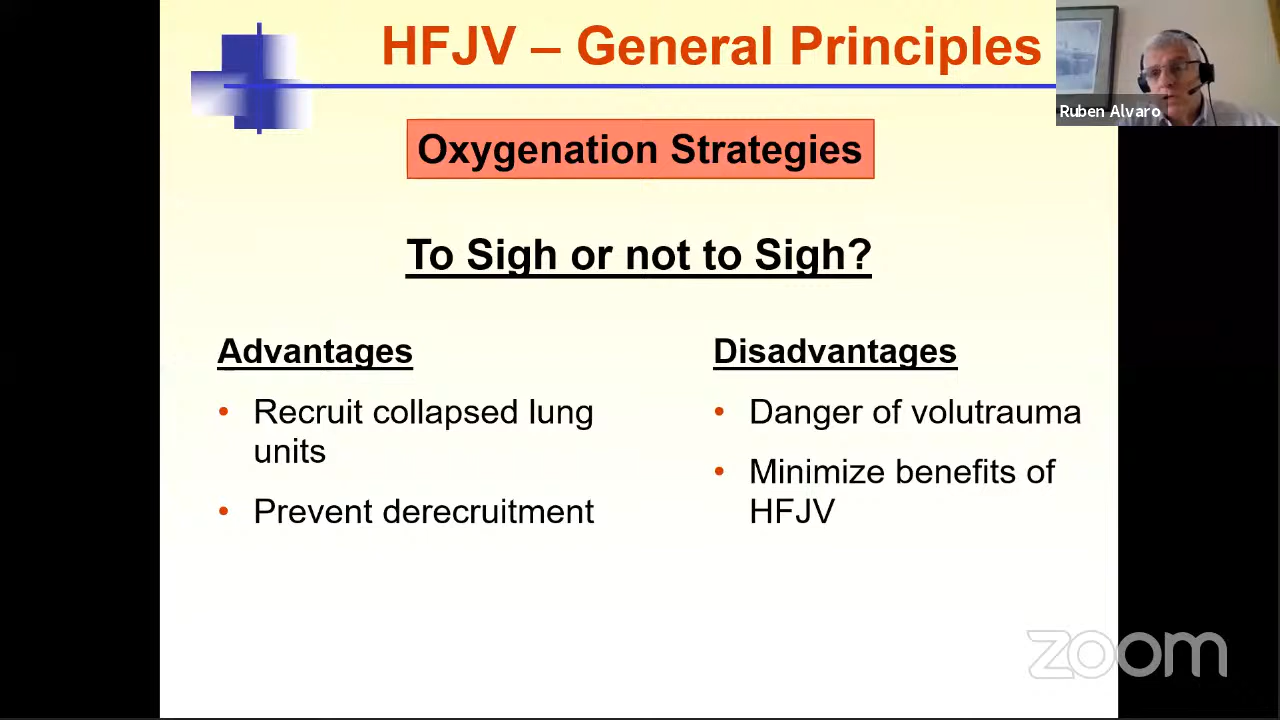 HFJV – General Principles
Ruben Alvaro
Oxygenation Strategies
To Sigh or not to Sigh?
Advantages
• Recruit collapsed lung
units
• Prevent derecruitment
Disadvantages
• Danger of volutrauma
• Minimize benefits of
HFJV
zoom